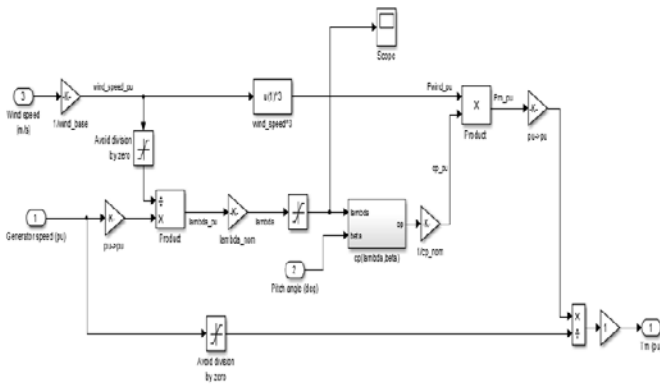 Scope
wind_speed_pu
u(1)^3
Pwind_pu
3
-K-
Wind speed
(m/s)
1/wind_base
wind_speed^3
x
Pm_pu
-K-
Product
pu->pu
Avoid division
by zero
cp_pu
÷
x
1
-K-
lambda_pu
-K-
lambda
lambda
cp
beta
-K-
Generator speed (pu)
pu->pu
Product
lambda_nom
1/cp_nom
2
cp(lambda,beta)
Pitch angle (deg)
x
÷
1
1
Avoid division
by zero